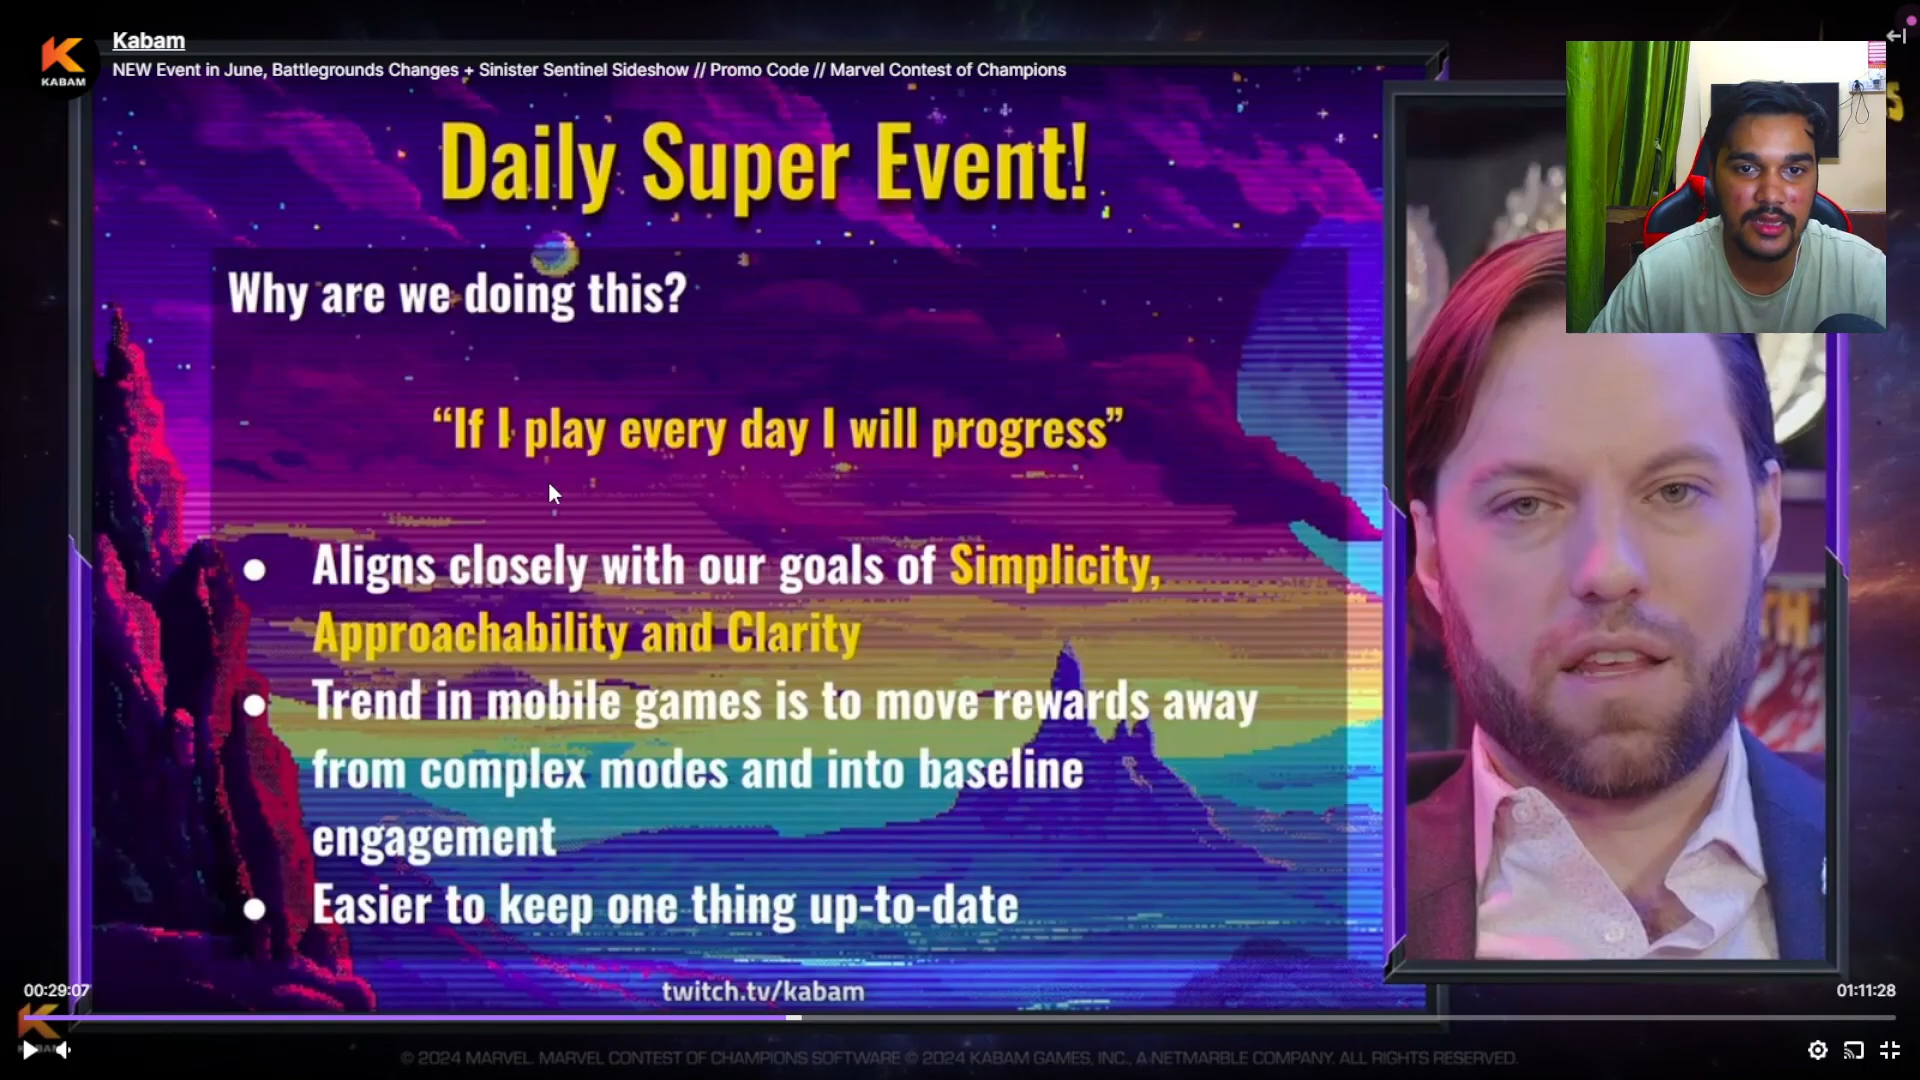 Kabam
KABAM
NEW Event in June, Battlegrounds Changes + Sinister Sentinel Sideshow // Promo Code // Marvel Contest of Champions
Daily Super Event!
Why are we doing this?
“If I play every day I will progress”
● Aligns closely with our goals of Simplicity,
Approachability and Clarity
● Trend in mobile games is to move rewards away
from complex modes and into baseline
engagement
● Easier to keep one thing up-to-date
twitch.tv/kabam
00:29:07
01:11:28
© 2024 MARVEL. MARVEL CONTEST OF CHAMPIONS SOFTWARE © 2024 KABAM GAMES, INC., A NETMARBLE COMPANY. ALL RIGHTS RESERVED.